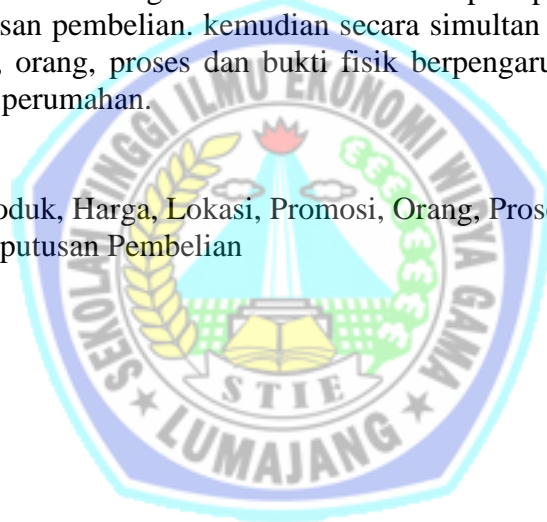 san pembelian. kemudian secara simultan
, orang, proses dan bukti fisik berpengaru
perumahan.
oduk, Harga, Lokasi, Promosi, Orang, Pros
putusan Pembelian
SEKOLAH TINGGI ILMU EKONOMI WIDYA GAMA
STIE
LUMAJANG